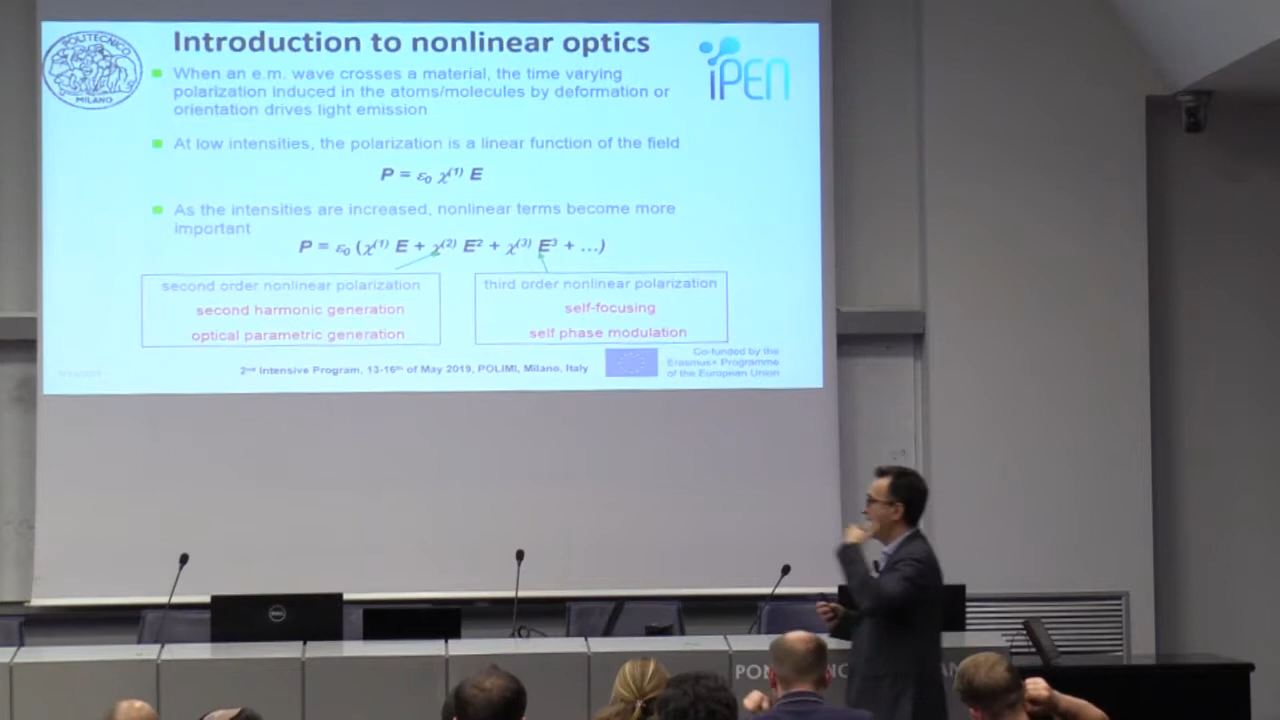 POLITECNICO
MILANO
Introduction to nonlinear optics
iPEN
When an e.m. wave crosses a material, the time varying
polarization induced in the atoms/molecules by deformation or
orientation drives light emission
At low intensities, the polarization is a linear function of the field
P = ε₀ χ⁽¹⁾ E
As the intensities are increased, nonlinear terms become more
important
P = ε₀ (χ⁽¹⁾ E + χ⁽²⁾ E² + χ⁽³⁾ E³ + …)
second order nonlinear polarization
second harmonic generation
optical parametric generation
third order nonlinear polarization
self-focusing
self phase modulation
2ⁿᵈ Intensive Program, 13-16ᵗʰ of May 2019, POLIMI, Milano, Italy
Co-funded by the
Erasmus+ Programme
of the European Union
DELL